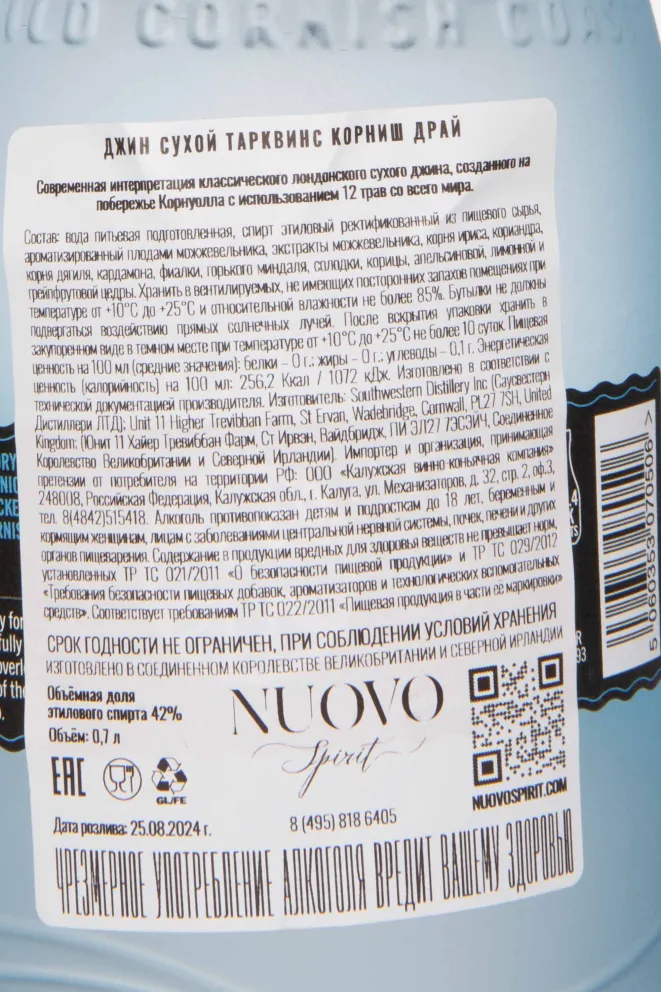 CORNISH
ДЖИН СУХОЙ ТАРКВИНС КОРНИШ ДРАЙ
Современная интерпретация классического лондонского сухого джина, созданного на
побережье Корнуолла с использованием 12 трав со всего мира.
Состав: вода питьевая подготовленная, спирт этиловый ректификованный из пищевого сырья,
ароматизированный плодами можжевельника, экстракты можжевельника, корня ириса, кориандра,
корня дягиля, кардамона, фиалки, горького миндаля, солодки, корицы, апельсиновой, лимонной и
грейпфрутовой цедры. Хранить в вентилируемых, не имеющих посторонних запахов помещениях при
температуре от +10°С до +25°С и относительной влажности не более 85%. Бутылки не должны
подвергаться воздействию прямых солнечных лучей. После вскрытия упаковки хранить в
закупоренном виде в темном месте при температуре от +10°С до +25°С не более 10 суток. Пищевая
ценность на 100 мл (средние значения): белки – 0 г.; жиры – 0 г.; углеводы – 0,1 г. Энергетическая
ценность (калорийность) на 100 мл: 256,2 Ккал / 1072 кДж. Изготовлено в соответствии с
технической документацией производителя. Изготовитель: Southwestern Distillery Inc (Саусвестерн
Дистиллери ЛТД): Unit 11 Higher Trevibban Farm, St Ervan, Wadebridge, Cornwall, PL27 7SH, United
Kingdom; (Юнит 11 Хайер Тревиббан Фарм, Ст Ирвэн, Вайдбридж, ПИ ЭЛ27 7ЭСЭЙЧ, Соединенное
Королевство Великобритании и Северной Ирландии). Импортер и организация, принимающая
претензии от потребителя на территории РФ: ООО «Калужская винно-коньячная компания»
248008, Российская Федерация, Калужская обл., г. Калуга, ул. Механизаторов, д. 32, стр. 2, оф.3,
тел. 8(4842)515418. Алкоголь противопоказан детям и подросткам до 18 лет, беременным и
кормящим женщинам, лицам с заболеваниями центральной нервной системы, почек, печени и других
органов пищеварения. Содержание в продукции вредных для здоровья веществ не превышает норм,
установленных ТР ТС 021/2011 «О безопасности пищевой продукции» и ТР ТС 029/2012
«Требования безопасности пищевых добавок, ароматизаторов и технологических вспомогательных
средств». Соответствует требованиям ТР ТС 022/2011 «Пищевая продукция в части её маркировки»
СРОК ГОДНОСТИ НЕ ОГРАНИЧЕН, ПРИ СОБЛЮДЕНИИ УСЛОВИЙ ХРАНЕНИЯ
ИЗГОТОВЛЕНО В СОЕДИНЕННОМ КОРОЛЕВСТВЕ ВЕЛИКОБРИТАНИИ И СЕВЕРНОЙ ИРЛАНДИИ
Объёмная доля
этилового спирта 42%
Объём: 0,7 л
NUOVO
Spirit
EAC
GL/FE
NUOVOSPIRIT.COM
Дата розлива: 25.08.2024 г.
8 (495) 818 6405
ЧРЕЗМЕРНОЕ УПОТРЕБЛЕНИЕ АЛКОГОЛЯ ВРЕДИТ ВАШЕМУ ЗДОРОВЬЮ
5 060353 070506 >